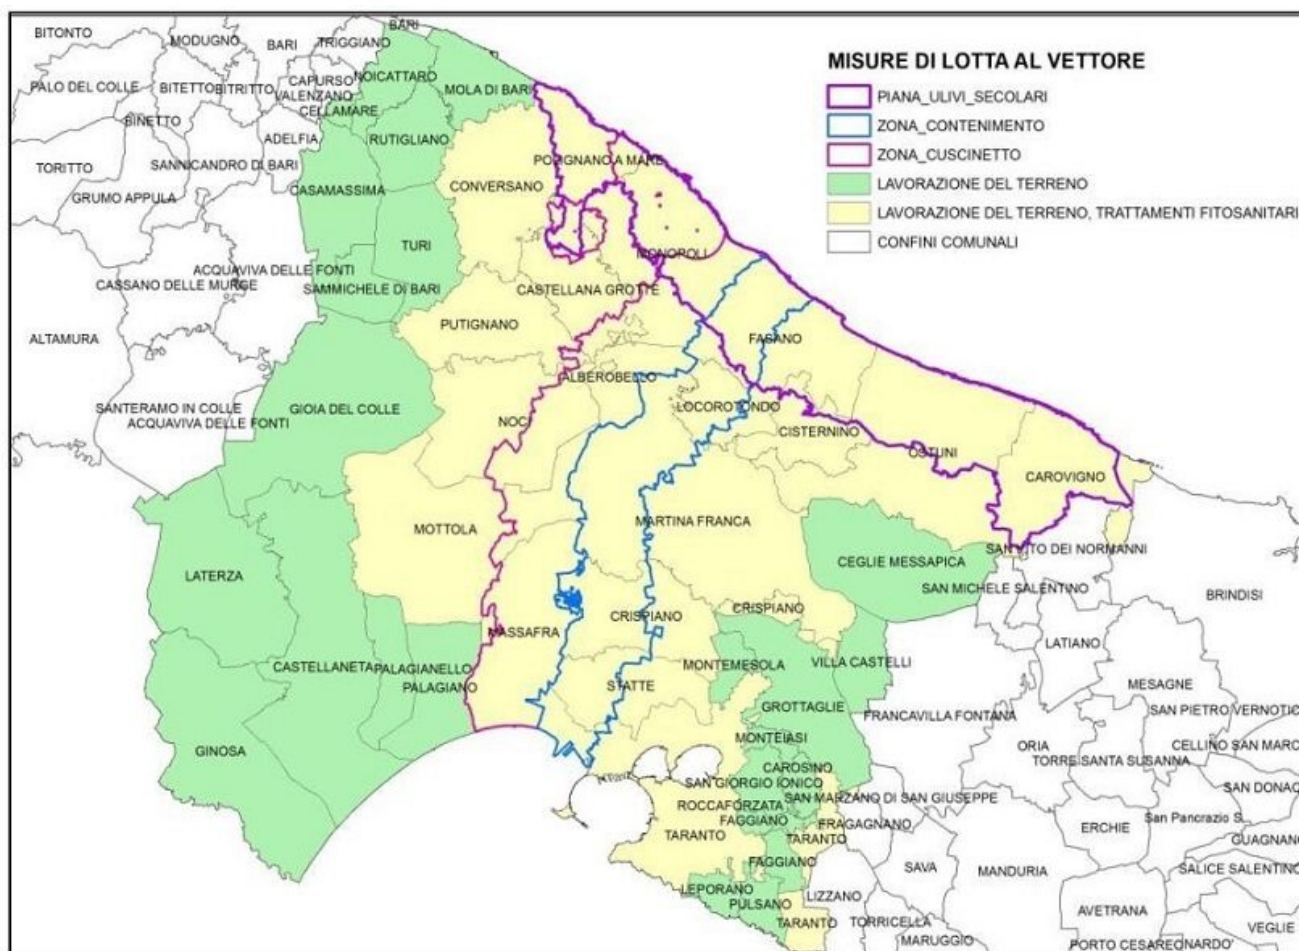 MISURE DI LOTTA AL VETTORE
PIANA_ULIVI_SECOLARI
ZONA_CONTENIMENTO
ZONA_CUSCINETTO
LAVORAZIONE DEL TERRENO
LAVORAZIONE DEL TERRENO, TRATTAMENTI FITOSANITARI
CONFINI COMUNALI
BARI
BITONTO
MODUGNO
BARI
TRIGGIANO
NOICATTARO
PALO DEL COLLE
BITETTO
BITRITTO
CAPURSO
VALENZANO
MOLA DI BARI
CELLAMARE
BINETTO
ADELFIA
RUTIGLIANO
TORITTO
SANNICANDRO DI BARI
POLIGNANO A MARE
GRUMO APPULA
CASAMASSIMA
CONVERSANO
TURI
MONOPOLI
ACQUAVIVA DELLE FONTI
CASSANO DELLE MURGE
SAMMICHELE DI BARI
CASTELLANA GROTTE
PUTIGNANO
ALTAMURA
FASANO
ALBEROBELLO
SANTERAMO IN COLLE
GIOIA DEL COLLE
LOCOROTONDO
ACQUAVIVA DELLE FONTI
NOCI
CISTERNINO
OSTUNI
CAROVIGNO
MOTTOLA
MARTINA FRANCA
SAN VITO DEI NORMANNI
CEGLIE MESSAPICA
LATERZA
SAN MICHELE SALENTINO
BRINDISI
CRISPIANO
CRISPIANO
MASSAFRA
LATIANO
CASTELLANETA
PALAGIANELLO
MONTEMESOLA
VILLA CASTELLI
PALAGIANO
STATTE
MESAGNE
GROTTAGLIE
FRANCAVILLA FONTANA
SAN PIETRO VERNOTIC
GINOSA
MONTEIASI
ORIA
CELLINO SAN MARC
TORRE SANTA SUSANNA
CAROSINO
SAN GIORGIO IONICO
SAN DONAC
SAN MARZANO DI SAN GIUSEPPE
ROCCAFORZATA
FAGGIANO
FRAGAGNANO
San Pancrazio S.
ERCHIE
TARANTO
TARANTO
GUAGNANO
FAGGIANO
SAVA
MANDURIA
SALICE SALENTINO
LEPORANO
LIZZANO
PULSANO
AVETRANA
TARANTO
TORRICELLA
VEGLIE
MARUGGIO
PORTO CESAREO
NARDO'